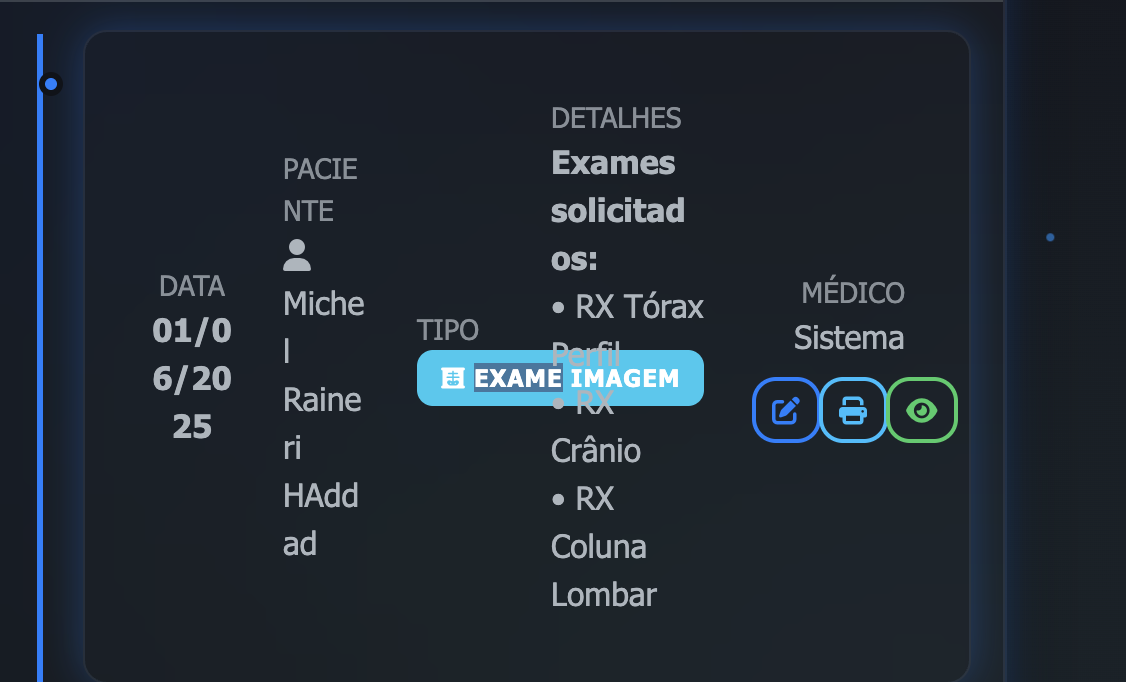 DATA
01/0
6/20
25
PACIE
NTE
Miche
l
Raine
ri
HAdd
ad
TIPO
EXAME IMAGEM
DETALHES
Exames
solicitad
os:
• RX Tórax
Perfil
• RX
Crânio
• RX
Coluna
Lombar
MÉDICO
Sistema